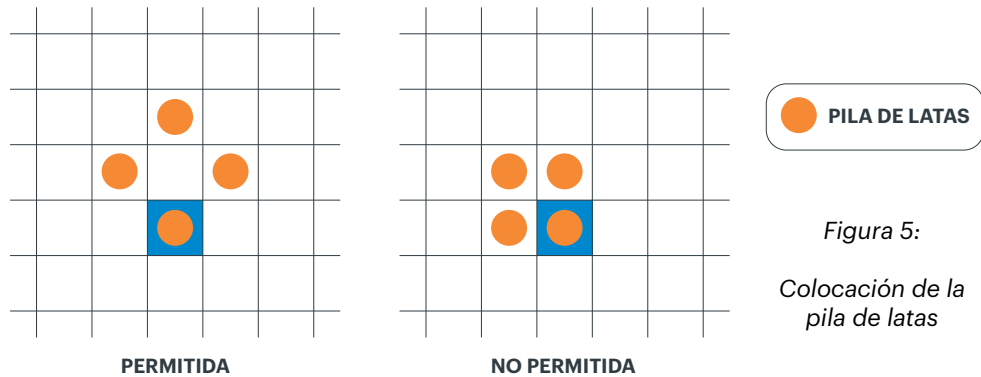 PILA DE LATAS
Figura 5:
Colocación de la
pila de latas
PERMITIDA
NO PERMITIDA